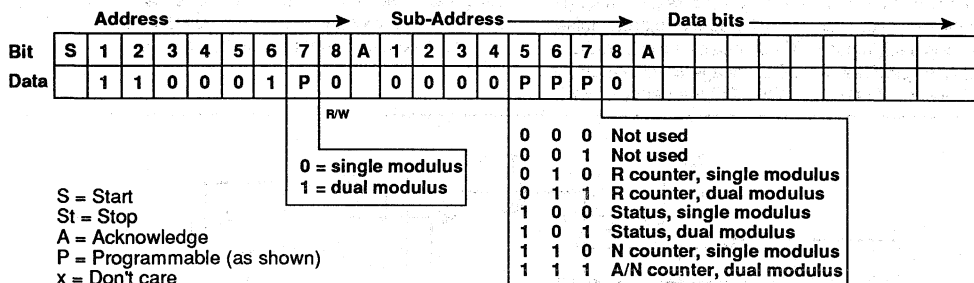 Address Sub-Address Data bits
Bit S 1 2 3 4 5 6 7 8 A 1 2 3 4 5 6 7 8 A
Data 1 1 0 0 0 1 P 0 0 0 0 0 P P P 0
R/W
0 = single modulus
1 = dual modulus
0 0 0 Not used
0 0 1 Not used
0 1 0 R counter, single modulus
0 1 1 R counter, dual modulus
1 0 0 Status, single modulus
1 0 1 Status, dual modulus
1 1 0 N counter, single modulus
1 1 1 A/N counter, dual modulus
S = Start
St = Stop
A = Acknowledge
P = Programmable (as shown)
x = Don't care